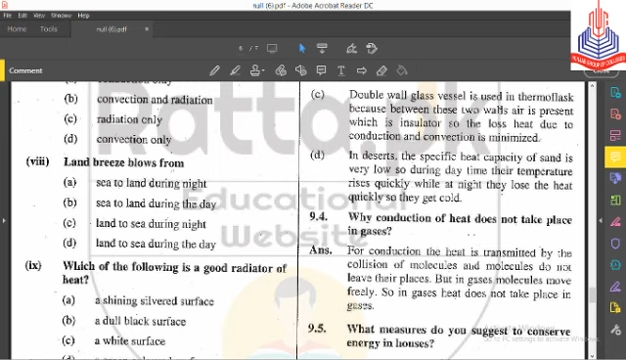 null (6).pdf - Adobe Acrobat Reader DC
File Edit View Sign Window Help
Home Tools null (6).pdf ×
Comment
conduction only
(b) convection and radiation
(c) radiation only
(d) convection only
(viii) Land breeze blows from
(a) sea to land during night
(b) sea to land during the day
(c) land to sea during night
(d) land to sea during the day
(ix) Which of the following is a good radiator of
heat?
(a) a shining silvered surface
(b) a dull black surface
(c) a white surface
(c) Double wall glass vessel is used in thermoflask
because between these two walls air is present
which is insulator so the loss heat due to
conduction and convection is minimized.
(d) In deserts, the specific heat capacity of sand is
very low so during day time their temperature
rises quickly while at night they lose the heat
quickly so they get cold.
9.4. Why conduction of heat does not take place
in gases?
Ans. For conduction the heat is transmitted by the
collision of molecules and molecules do not
leave their places. But in gases molecules move
freely. So in gases heat does not take place in
gases.
9.5. What measures do you suggest to conserve
energy in houses?
Educational
Website
PUNJAB GROUP OF COLLEGES
Go to PC settings to activate Windows.